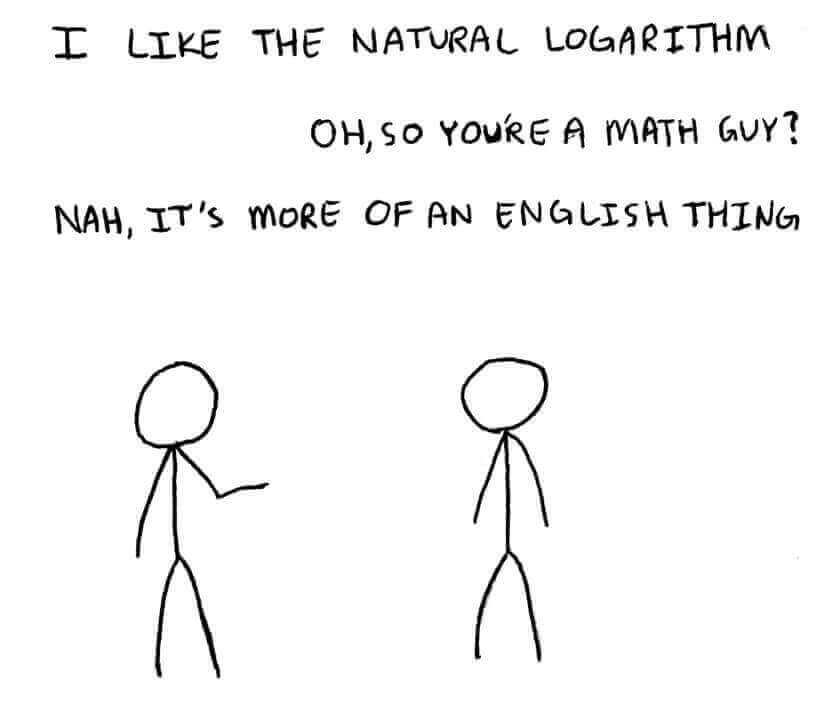 I LIKE THE NATURAL LOGARITHM
OH, SO YOU'RE A MATH GUY?
NAH, IT'S MORE OF AN ENGLISH THING